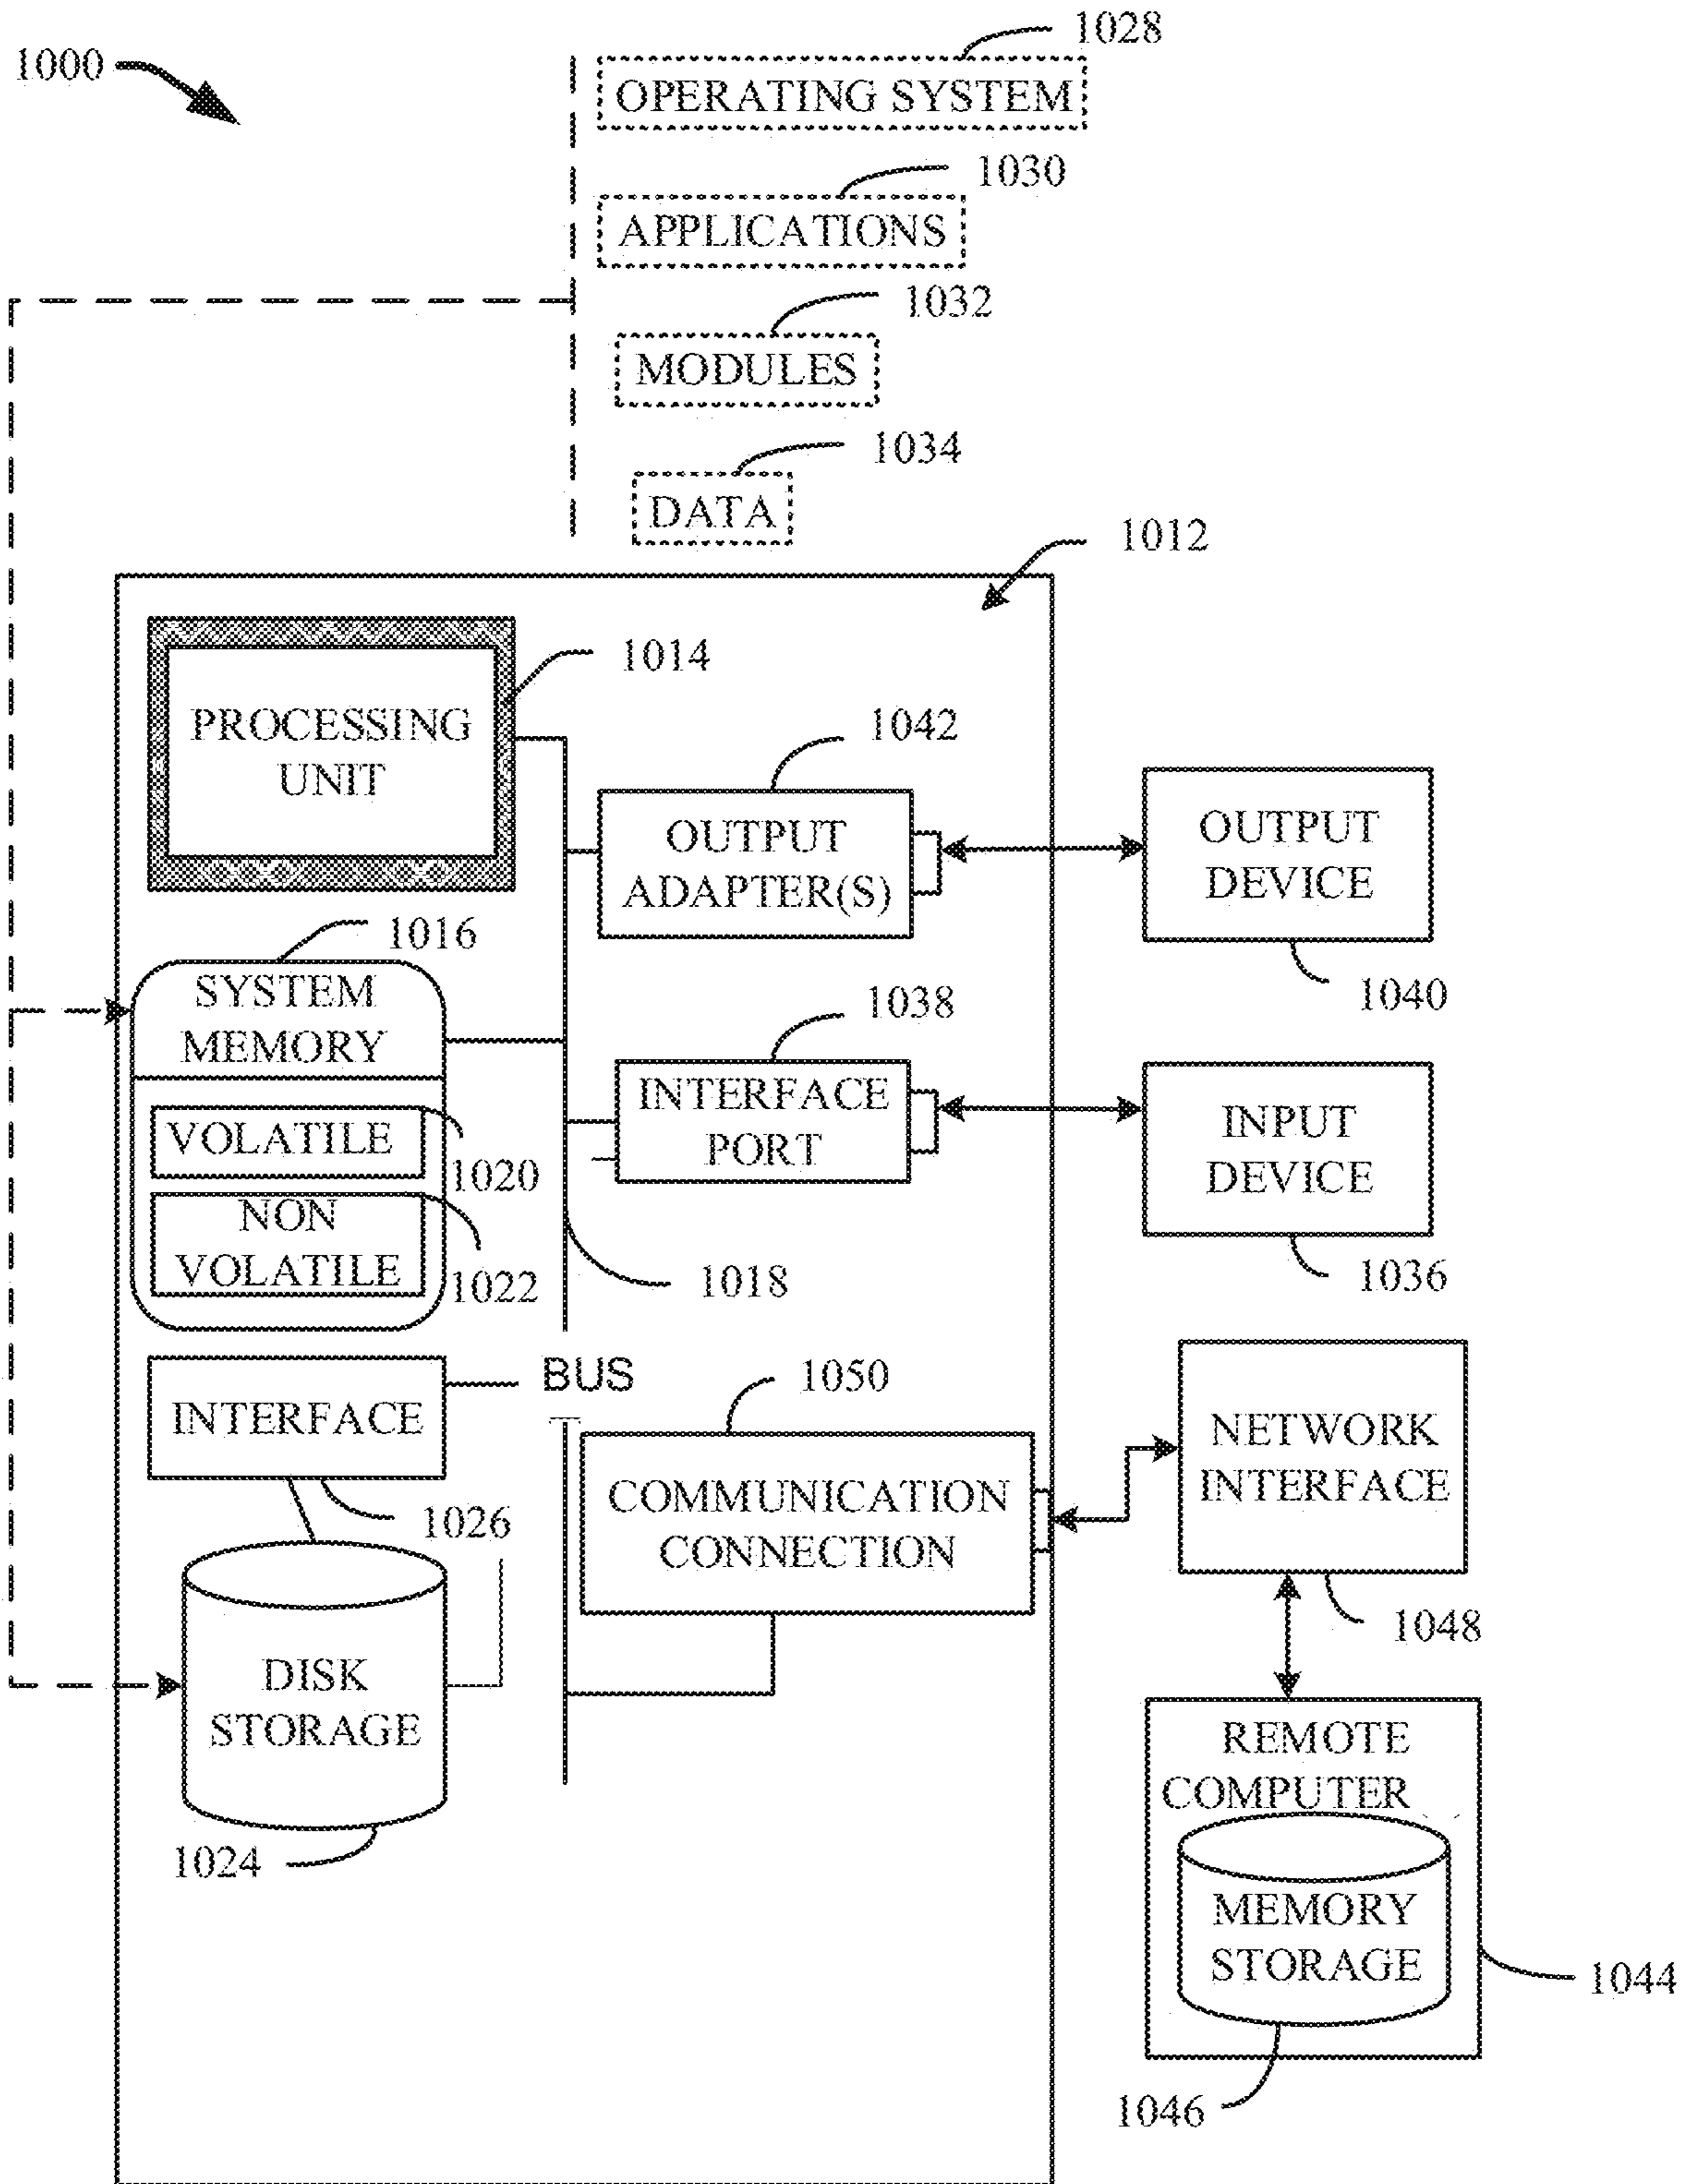 1000
1028
OPERATING SYSTEM
1030
APPLICATIONS
1032
MODULES
1034
DATA
1012
1014
PROCESSING
UNIT
1042
OUTPUT
ADAPTER(S)
OUTPUT
DEVICE
1040
1016
SYSTEM
MEMORY
VOLATILE
1020
NON
VOLATILE
1022
1038
INTERFACE
PORT
INPUT
DEVICE
1036
1018
BUS
INTERFACE
1026
1050
COMMUNICATION
CONNECTION
NETWORK
INTERFACE
1048
DISK
STORAGE
1024
REMOTE
COMPUTER
MEMORY
STORAGE
1044
1046